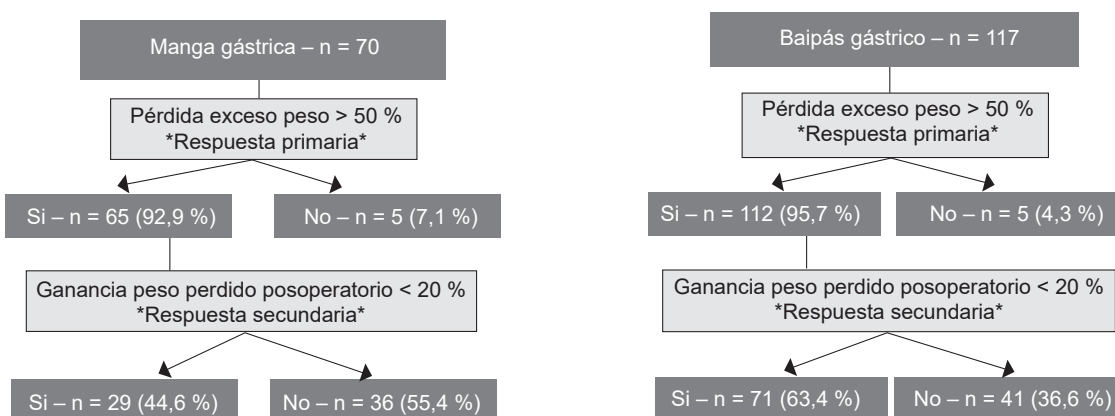 Manga gástrica – n = 70
Pérdida exceso peso > 50 %
*Respuesta primaria*
Si – n = 65 (92,9 %)
No – n = 5 (7,1 %)
Ganancia peso perdido posoperatorio < 20 %
*Respuesta secundaria*
Si – n = 29 (44,6 %)
No – n = 36 (55,4 %)
Baipás gástrico – n = 117
Pérdida exceso peso > 50 %
*Respuesta primaria*
Si – n = 112 (95,7 %)
No – n = 5 (4,3 %)
Ganancia peso perdido posoperatorio < 20 %
*Respuesta secundaria*
Si – n = 71 (63,4 %)
No – n = 41 (36,6 %)